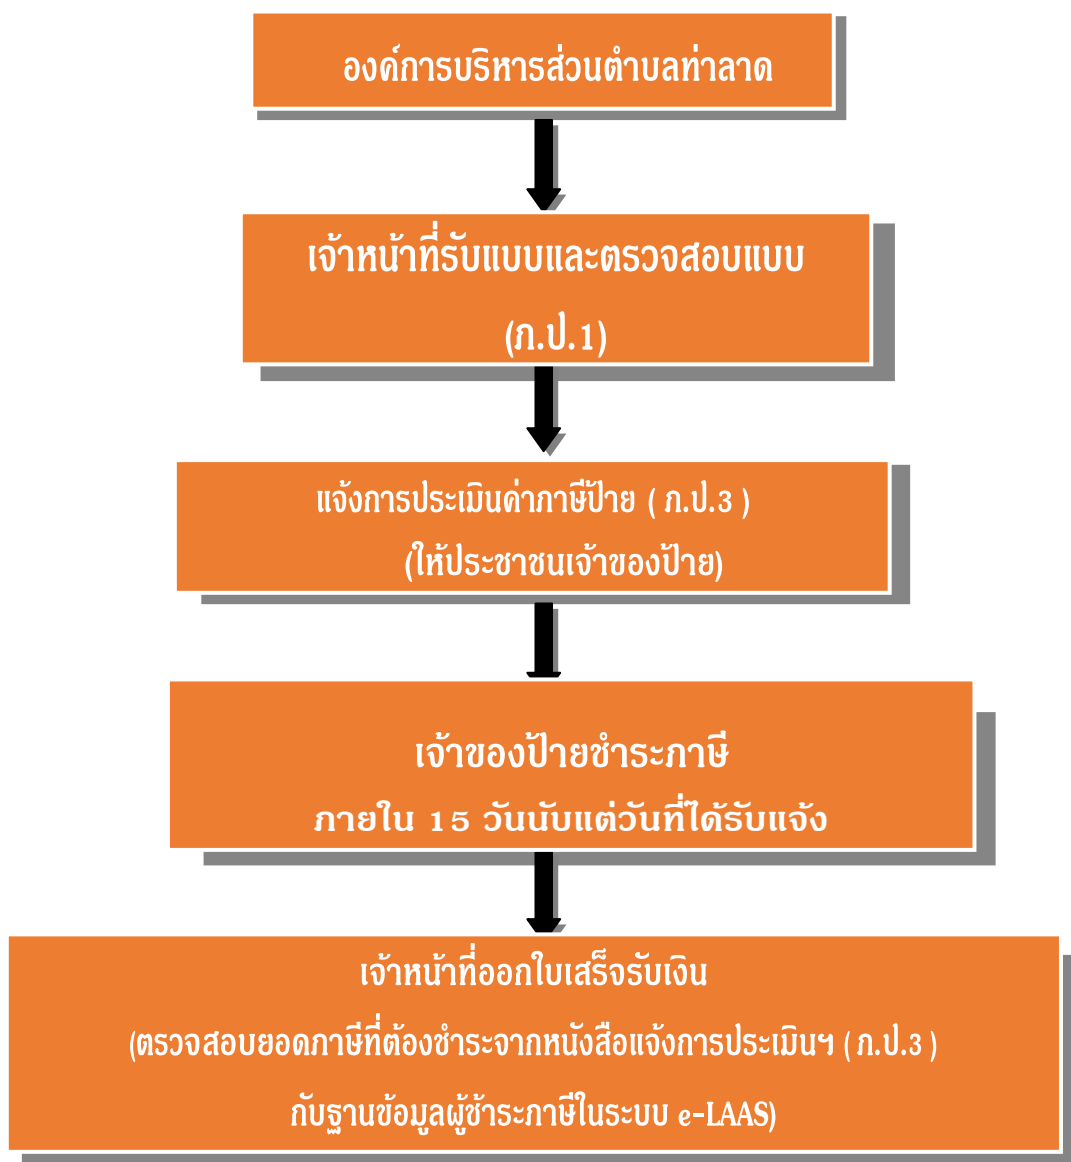 องค์การบริหารส่วนตำบลท่าลาด
เจ้าหน้าที่รับแบบและตรวจสอบแบบ
(ภ.ป.1)
แจ้งการประเมินค่าภาษีป้าย ( ภ.ป.3 )
(ให้ประชาชนเจ้าของป้าย)
เจ้าของป้ายชำระภาษี
ภายใน 15 วันนับแต่วันที่ได้รับแจ้ง
เจ้าหน้าที่ออกใบเสร็จรับเงิน
(ตรวจสอบยอดภาษีที่ต้องชำระจากหนังสือแจ้งการประเมินฯ ( ภ.ป.3 )
กับฐานข้อมูลผู้ช้าระภาษีในระบบ e-LAAS)